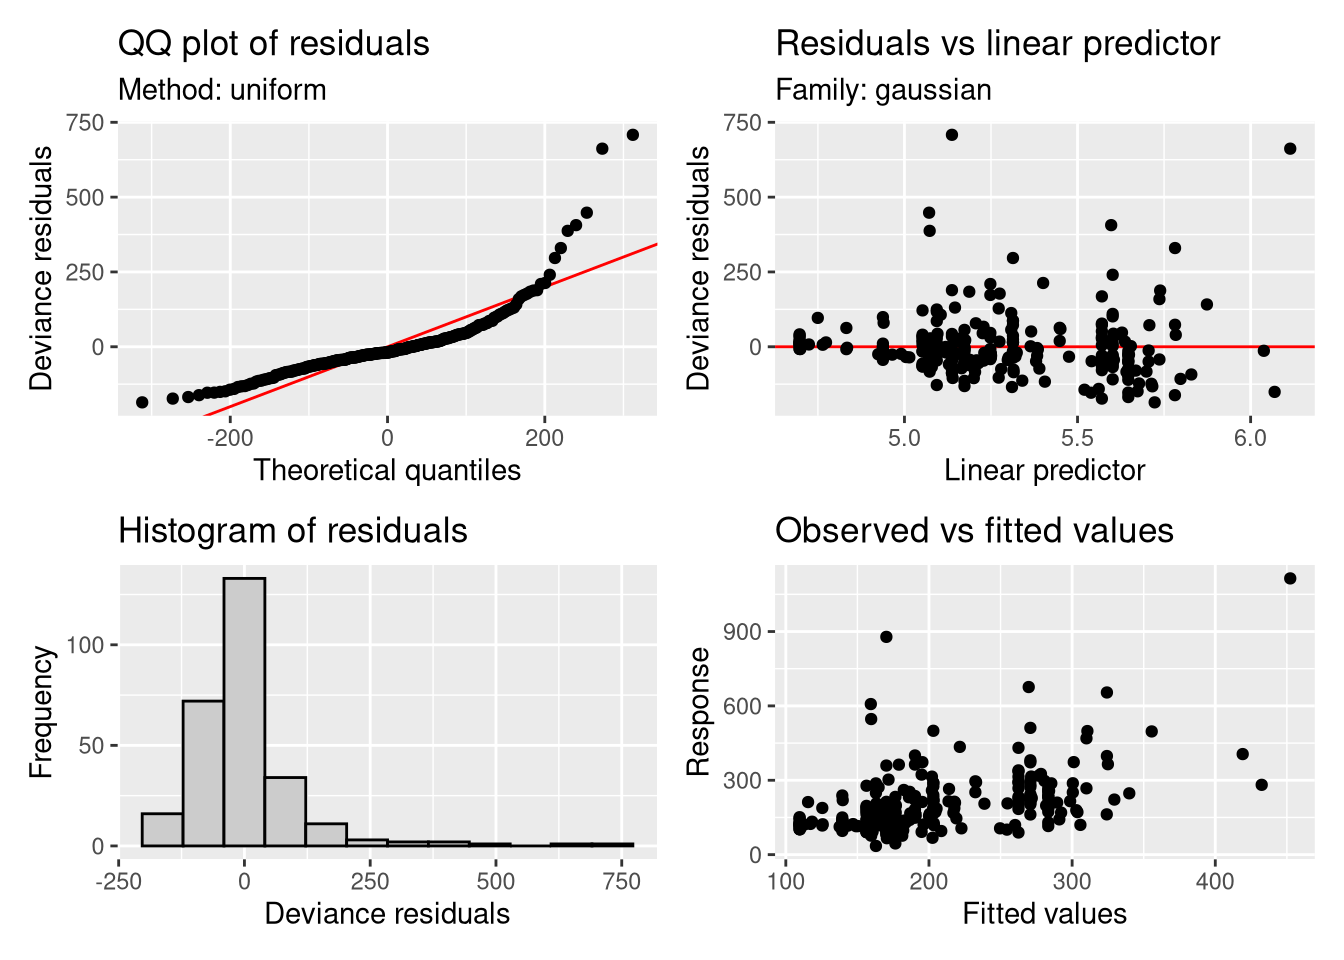 QQ plot of residuals
Method: uniform
750
500
250
0
-200
0
200
Deviance residuals
Theoretical quantiles
Residuals vs linear predictor
Family: gaussian
750
500
250
0
5.0
5.5
6.0
Deviance residuals
Linear predictor
Histogram of residuals
100
50
0
-250
0
250
500
750
Frequency
Deviance residuals
Observed vs fitted values
900
600
300
0
100
200
300
400
Response
Fitted values